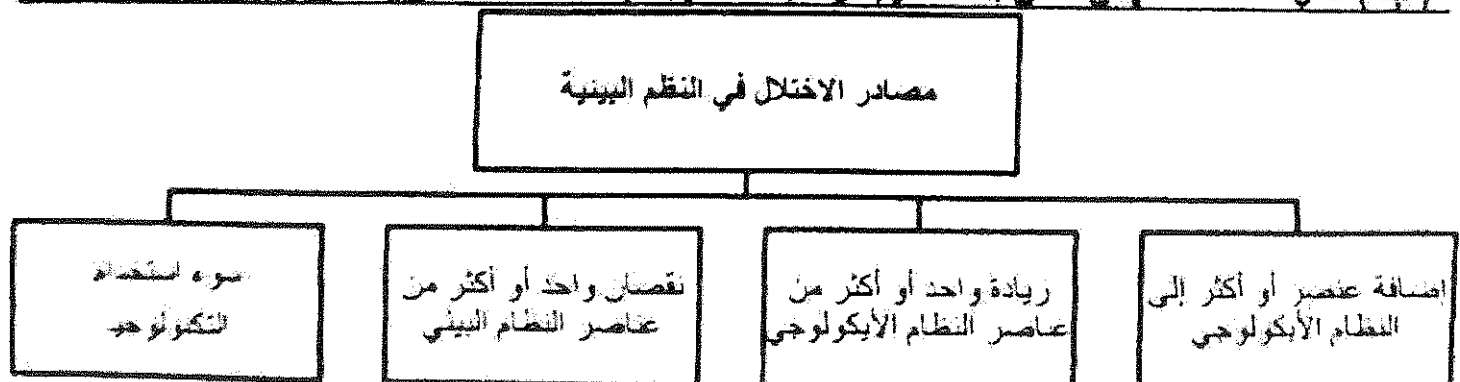 مصادر الاختلال في النظم البيئية
إضافة عنصر أو أكثر إلى
النظام الأيكولوجي
زيادة واحد أو أكثر من
عناصر النظام الأيكولوجي
نقصان واحد أو أكثر من
عناصر النظام البيئي
سوء استخدام